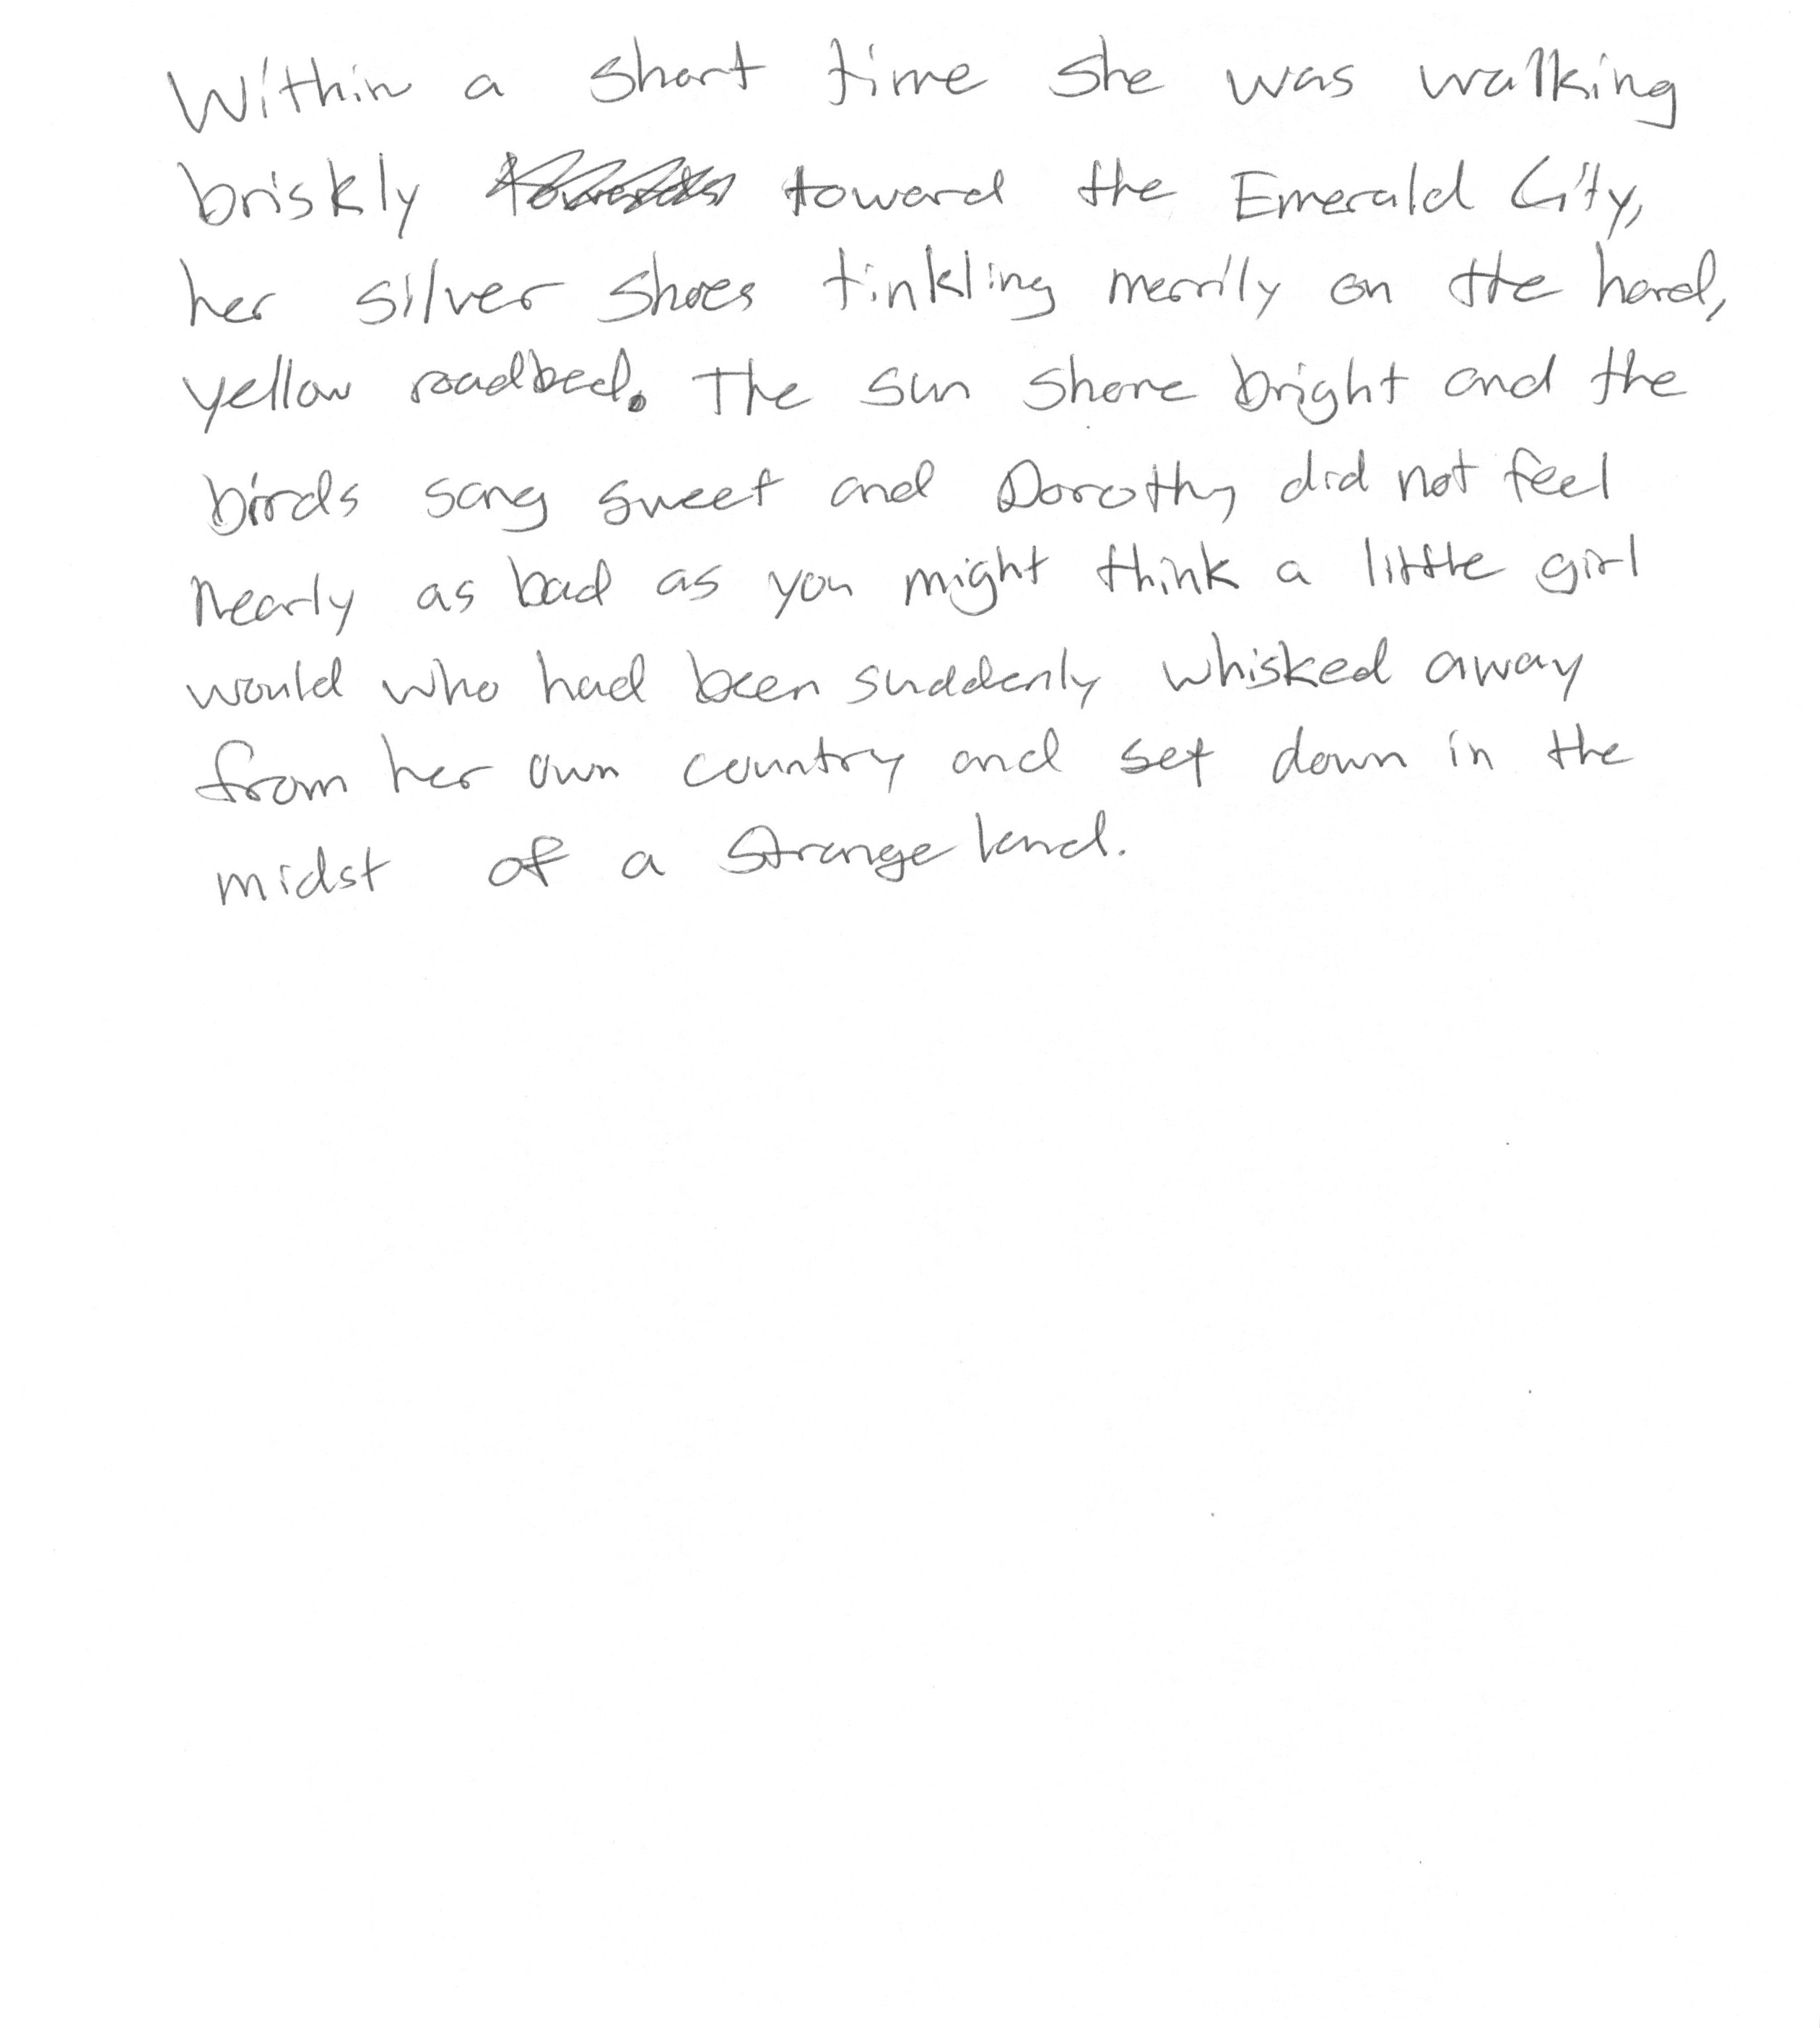 Within a short time she was walking
briskly toward the Emerald City,
her silver shoes tinkling merrily on the hard,
yellow roadbed. The sun shone bright and the
birds sang sweet and Dorothy did not feel
nearly as bad as you might think a little girl
would who had been suddenly whisked away
from her own country and set down in the
midst of a strange land.